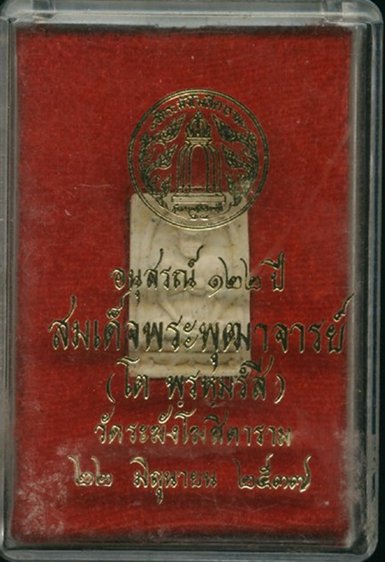 อนุสรณ์ ๑๒๒ ปี
สมเด็จพระพุฒาจารย์
(โต พฺรหฺมรํสี)
วัดระฆังโฆสิตาราม
๒๒ มิถุนายน ๒๕๓๗